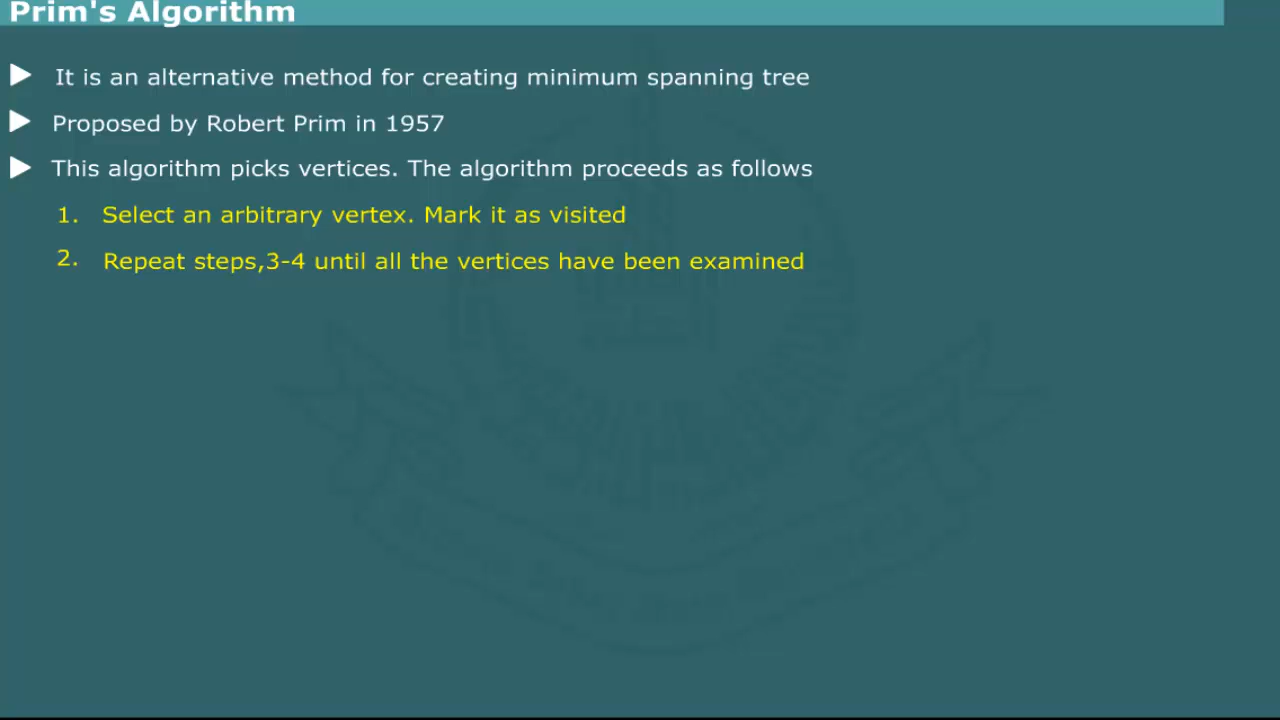 Prim's Algorithm
It is an alternative method for creating minimum spanning tree
Proposed by Robert Prim in 1957
This algorithm picks vertices. The algorithm proceeds as follows
1. Select an arbitrary vertex. Mark it as visited
2. Repeat steps,3-4 until all the vertices have been examined